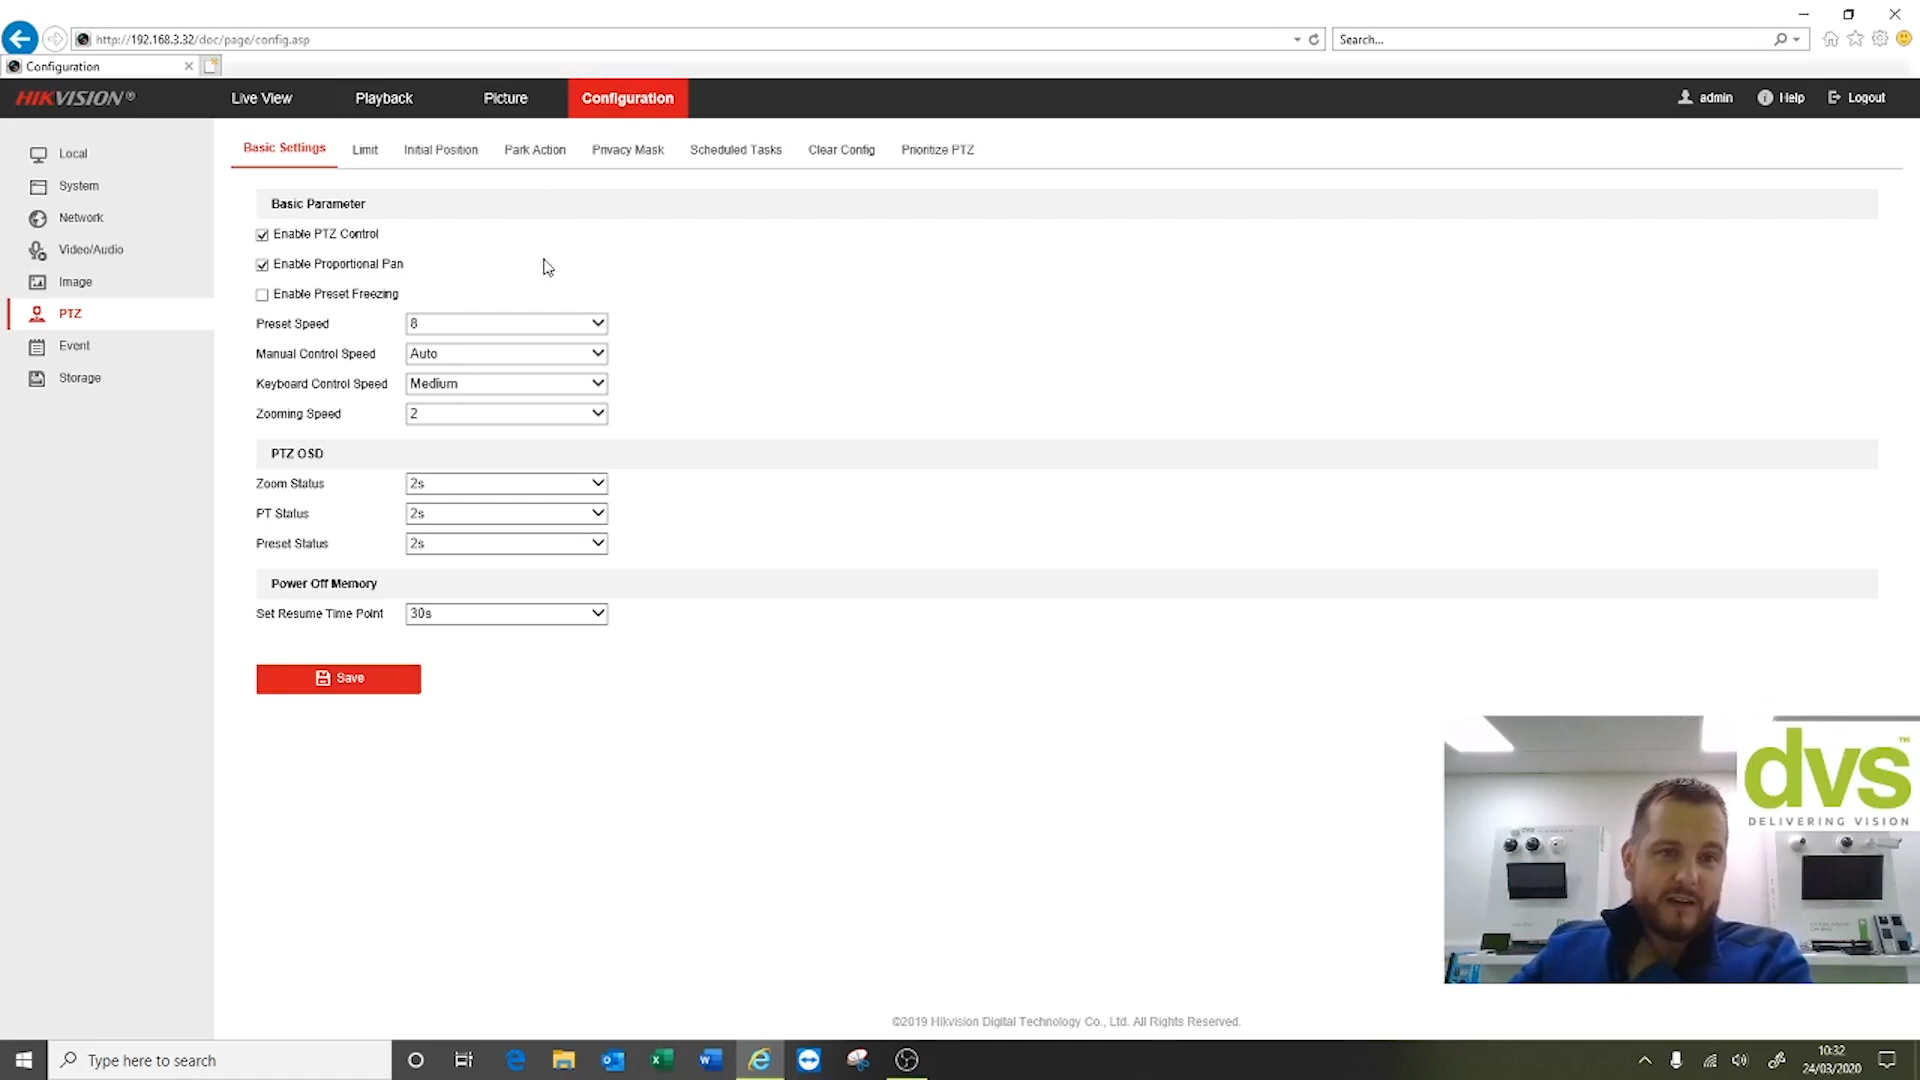 http://192.168.3.32/doc/page/config.asp
Search...
Configuration
HIKVISION®
Live View
Playback
Picture
Configuration
admin
Help
Logout
Local
System
Network
Video/Audio
Image
PTZ
Event
Storage
Basic Settings
Limit
Initial Position
Park Action
Privacy Mask
Scheduled Tasks
Clear Config
Prioritize PTZ
Basic Parameter
Enable PTZ Control
Enable Proportional Pan
Enable Preset Freezing
Preset Speed 8
Manual Control Speed Auto
Keyboard Control Speed Medium
Zooming Speed 2
PTZ OSD
Zoom Status 2s
PT Status 2s
Preset Status 2s
Power Off Memory
Set Resume Time Point 30s
Save
dvs™
DELIVERING VISION
©2019 Hikvision Digital Technology Co., Ltd. All Rights Reserved.
Type here to search
10:32
24/03/2020